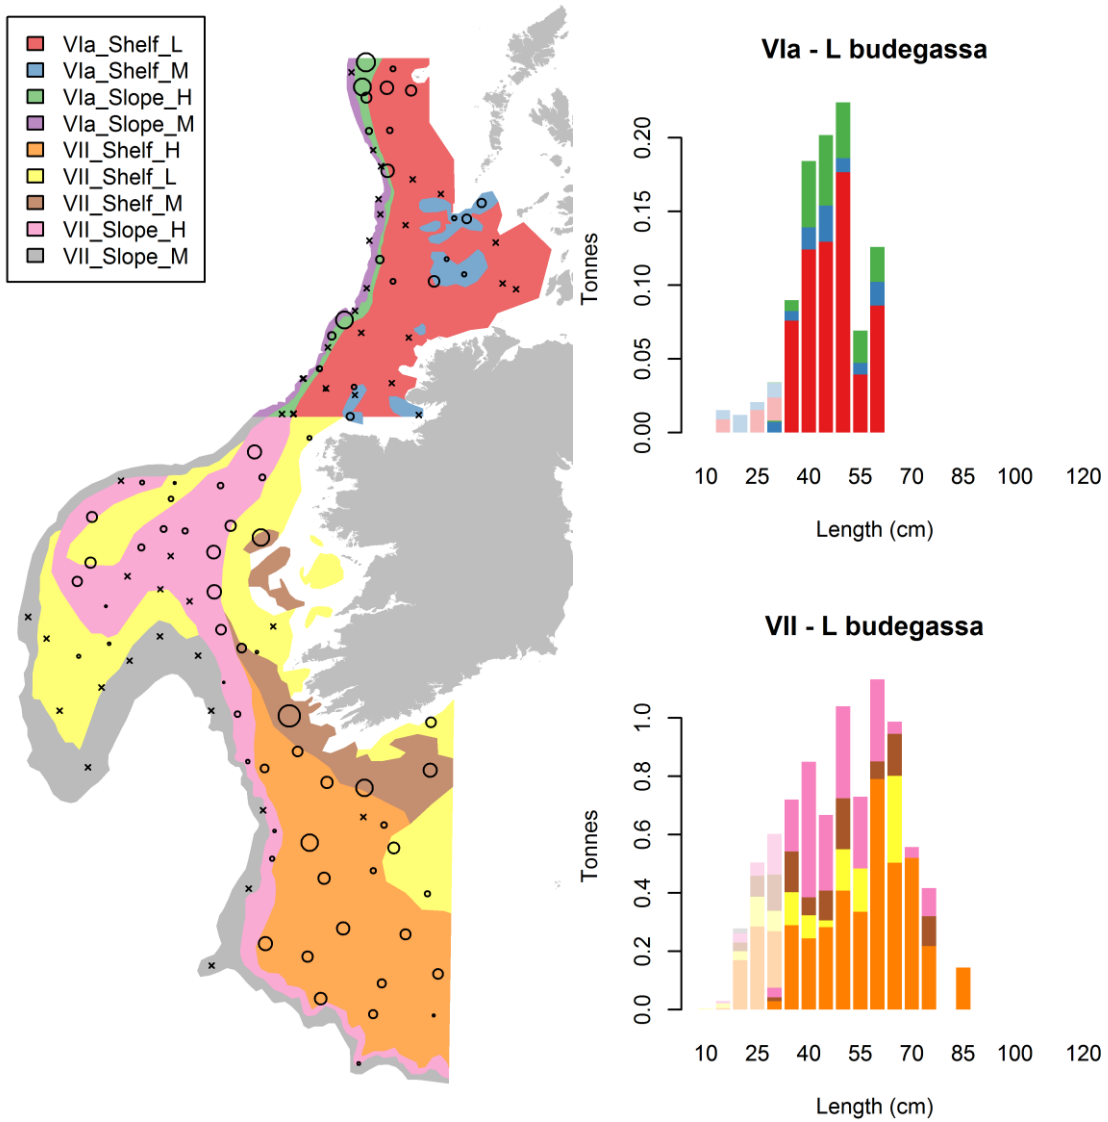 VIa_Shelf_L
VIa_Shelf_M
VIa_Slope_H
VIa_Slope_M
VII_Shelf_H
VII_Shelf_L
VII_Shelf_M
VII_Slope_H
VII_Slope_M
VIa - L budegassa
Tonnes
0.20
0.15
0.10
0.05
0.00
10 25 40 55 70 85 100 120
Length (cm)
VII - L budegassa
Tonnes
1.0
0.8
0.6
0.4
0.2
0.0
10 25 40 55 70 85 100 120
Length (cm)